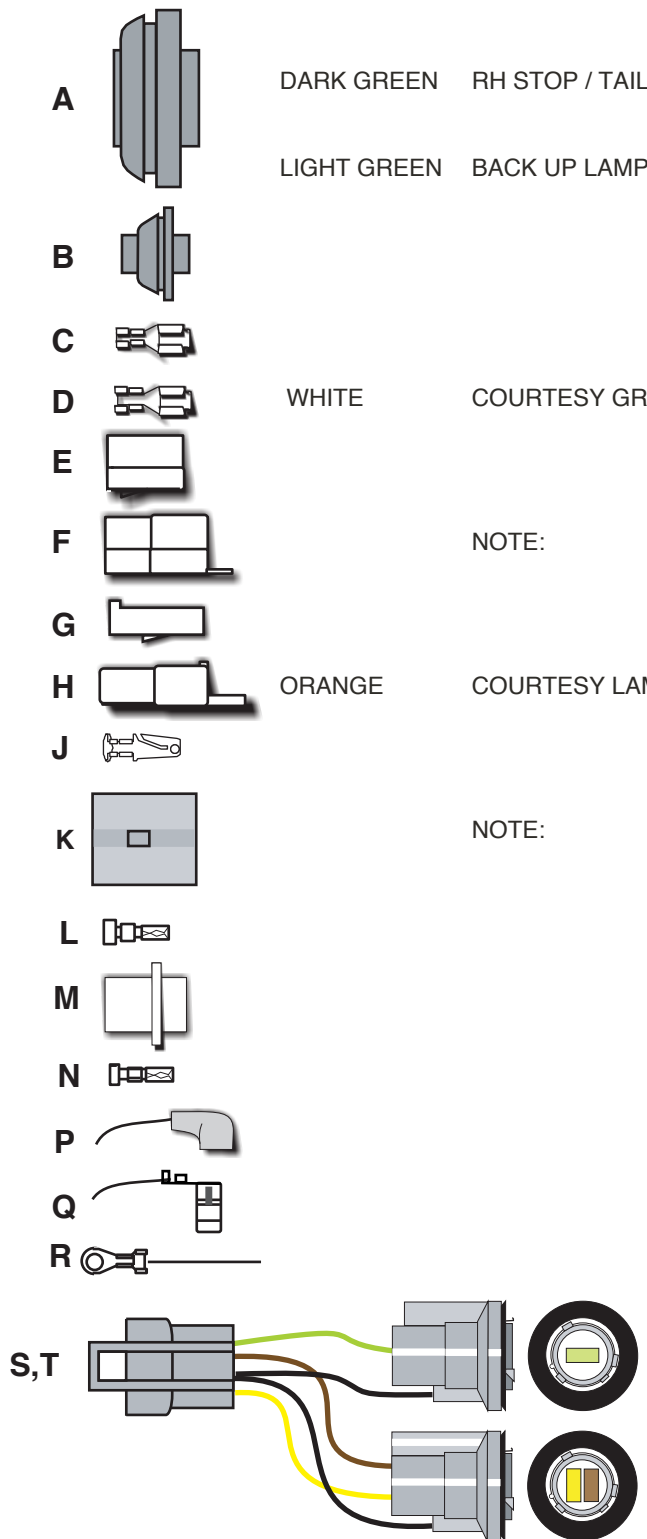 A DARK GREEN RH STOP / TAIL
LIGHT GREEN BACK UP LAMP
B
C
D WHITE COURTESY GR
E
F NOTE:
G
H ORANGE COURTESY LAM
J
K NOTE:
L
M
N
P
Q
R
S,T